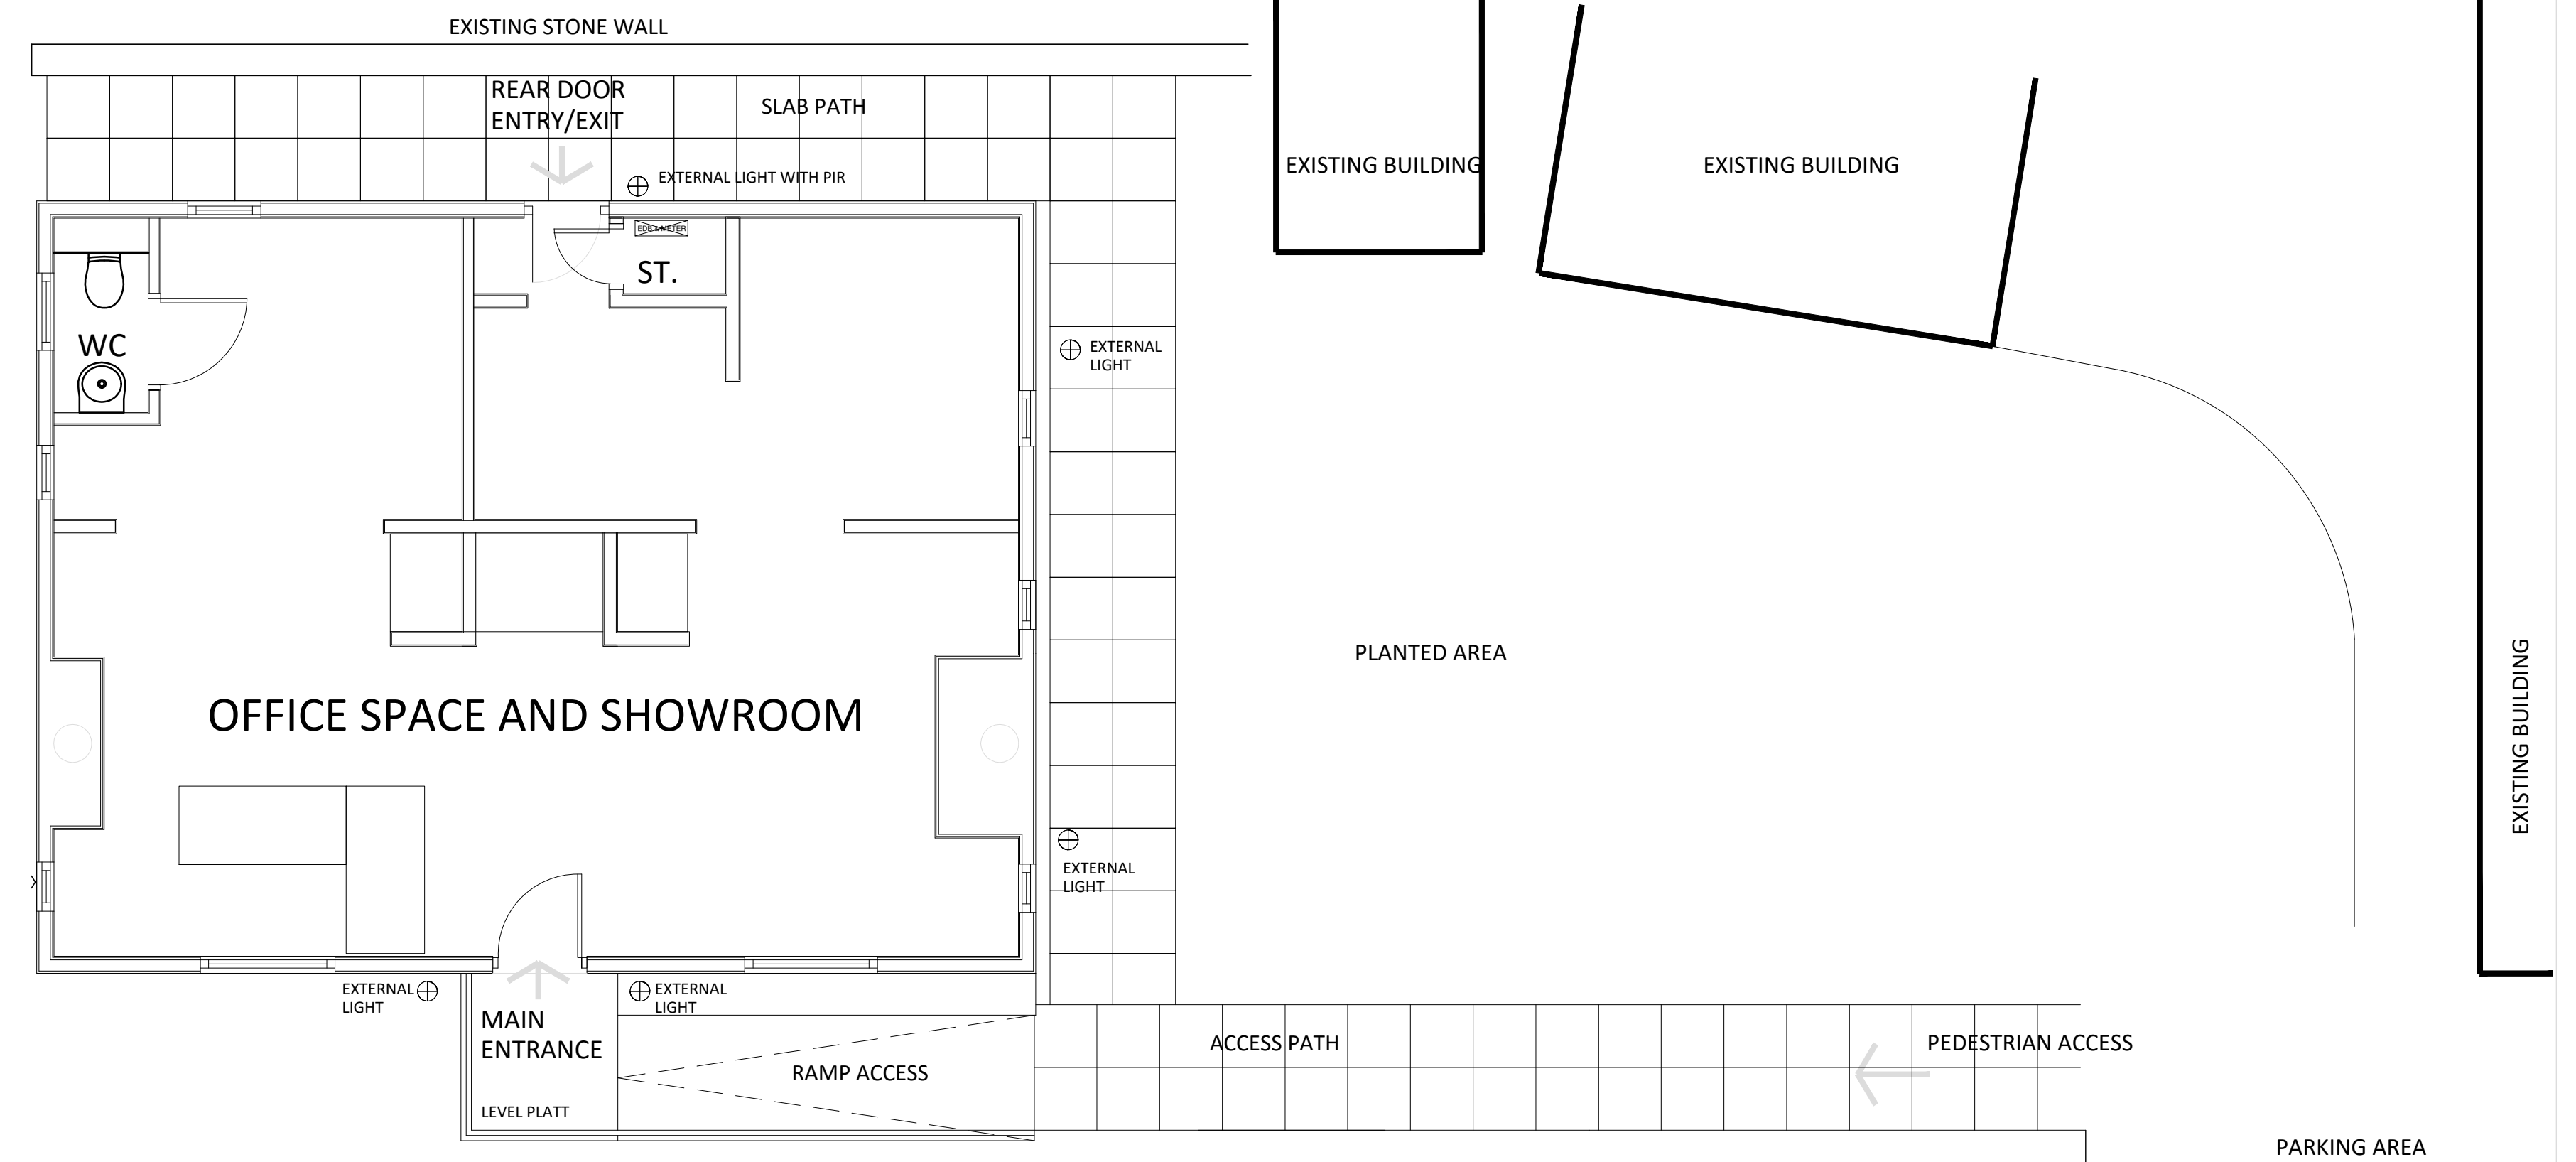 EXISTING STONE WALL
REAR DOOR
ENTRY/EXIT
SLAB PATH
EXTERNAL LIGHT WITH PIR
EXISTING BUILDING
EXISTING BUILDING
EDB & METER
ST.
WC
EXTERNAL
LIGHT
PLANTED AREA
EXISTING BUILDING
OFFICE SPACE AND SHOWROOM
EXTERNAL
LIGHT
EXTERNAL
LIGHT
EXTERNAL
LIGHT
MAIN
ENTRANCE
LEVEL PLATT
RAMP ACCESS
ACCESS PATH
PEDESTRIAN ACCESS
PARKING AREA